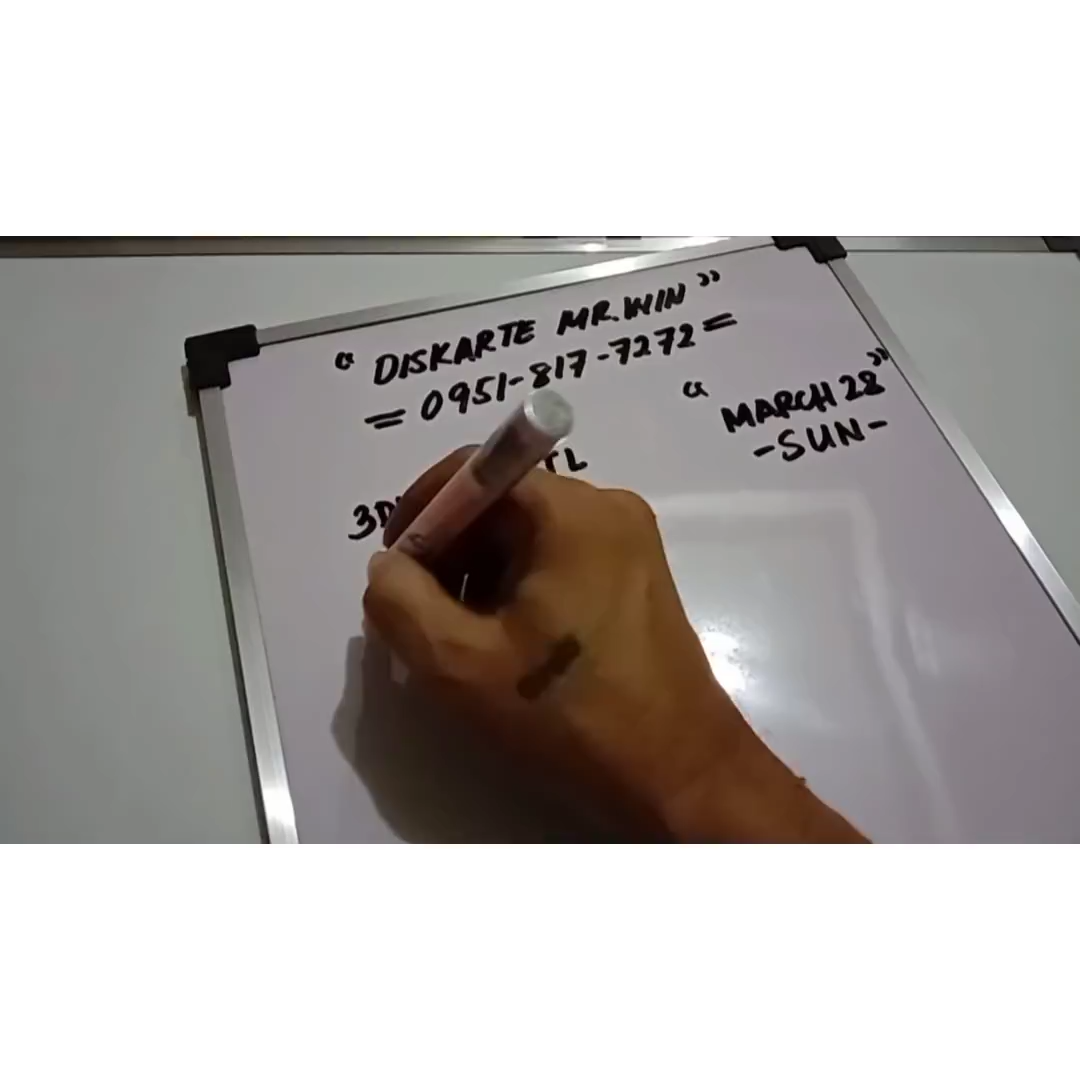 “ DISKARTE MR. WIN ”
= 0951-817-7272 =
“ MARCH 28 ”
-SUN-